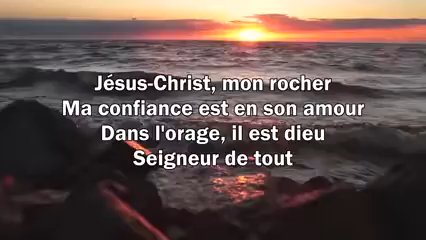 Jésus-Christ, mon rocher
Ma confiance est en son amour
Dans l'orage, il est dieu
Seigneur de tout